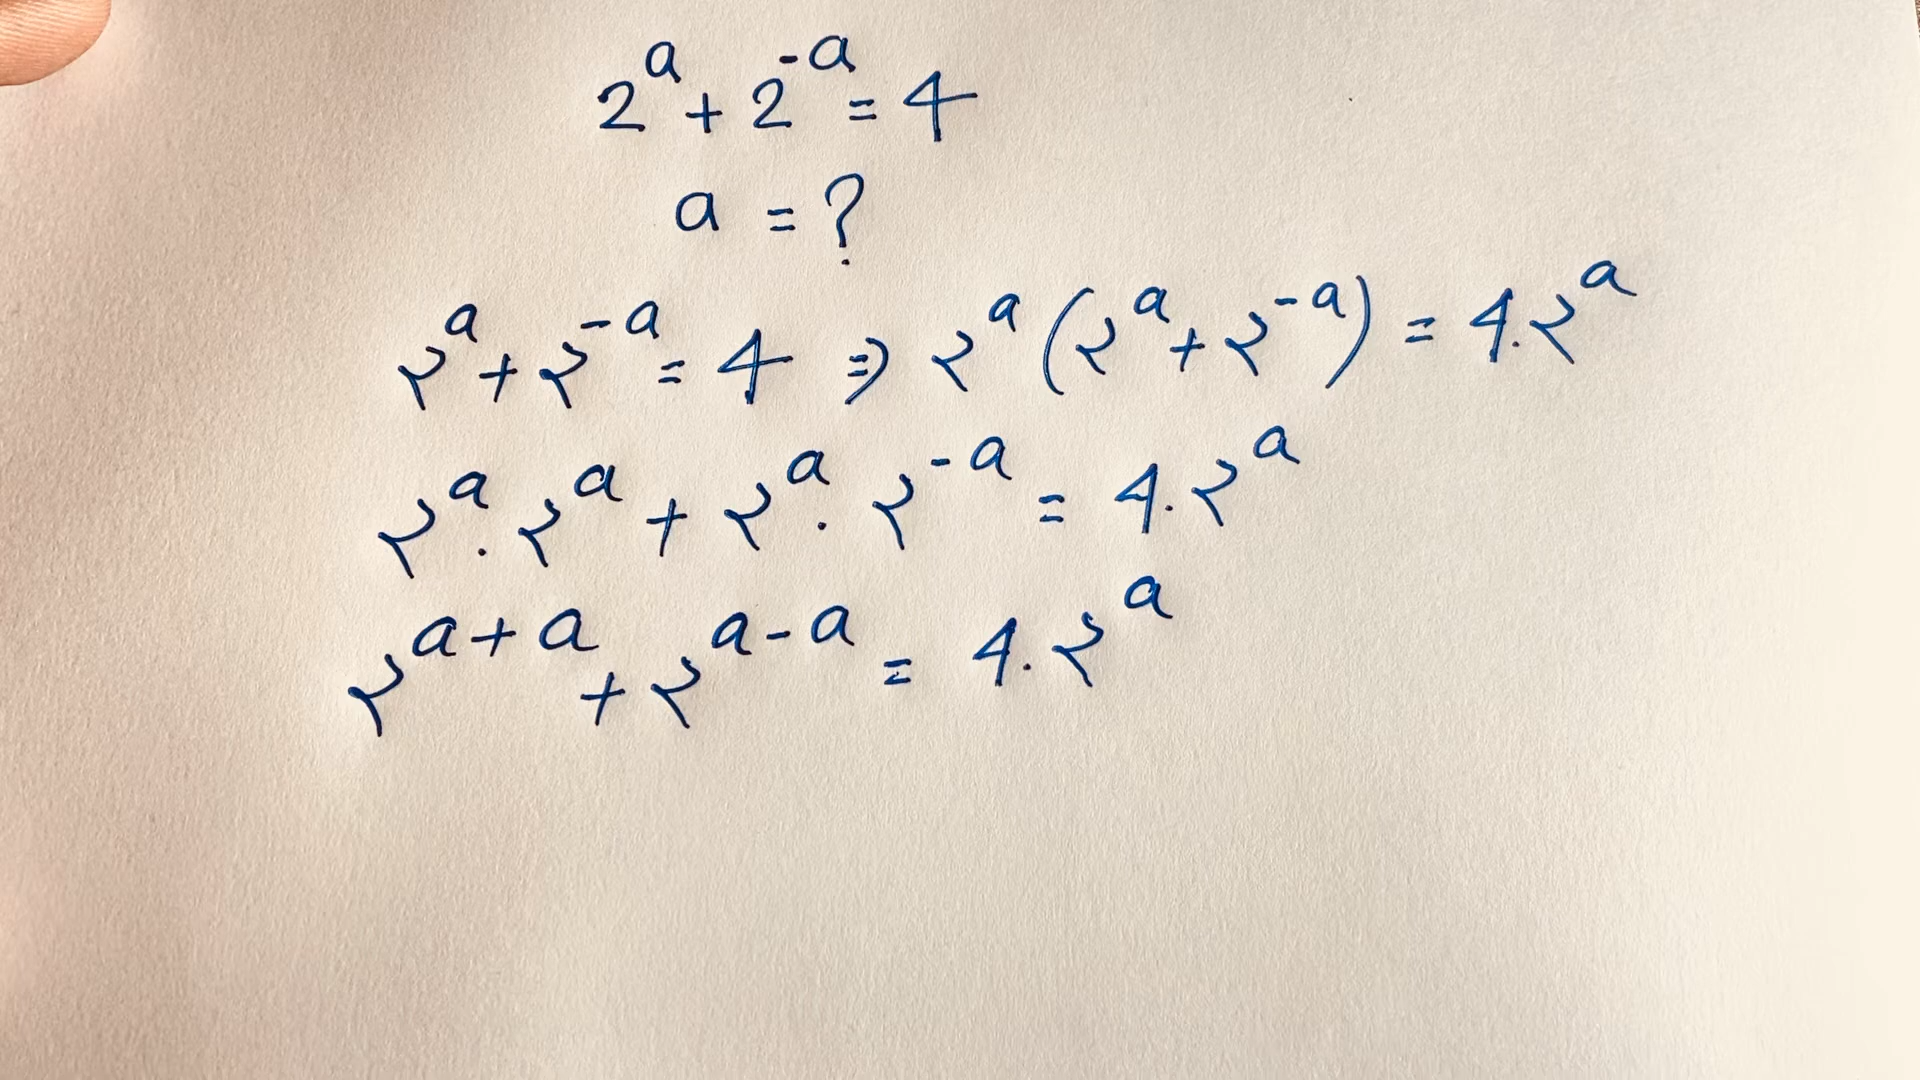 2^a + 2^-a = 4
a = ?
2^a + 2^-a = 4 ⇒ 2^a (2^a + 2^-a) = 4.2^a
2^a . 2^a + 2^a . 2^-a = 4.2^a
2^a+a + 2^a-a = 4.2^a